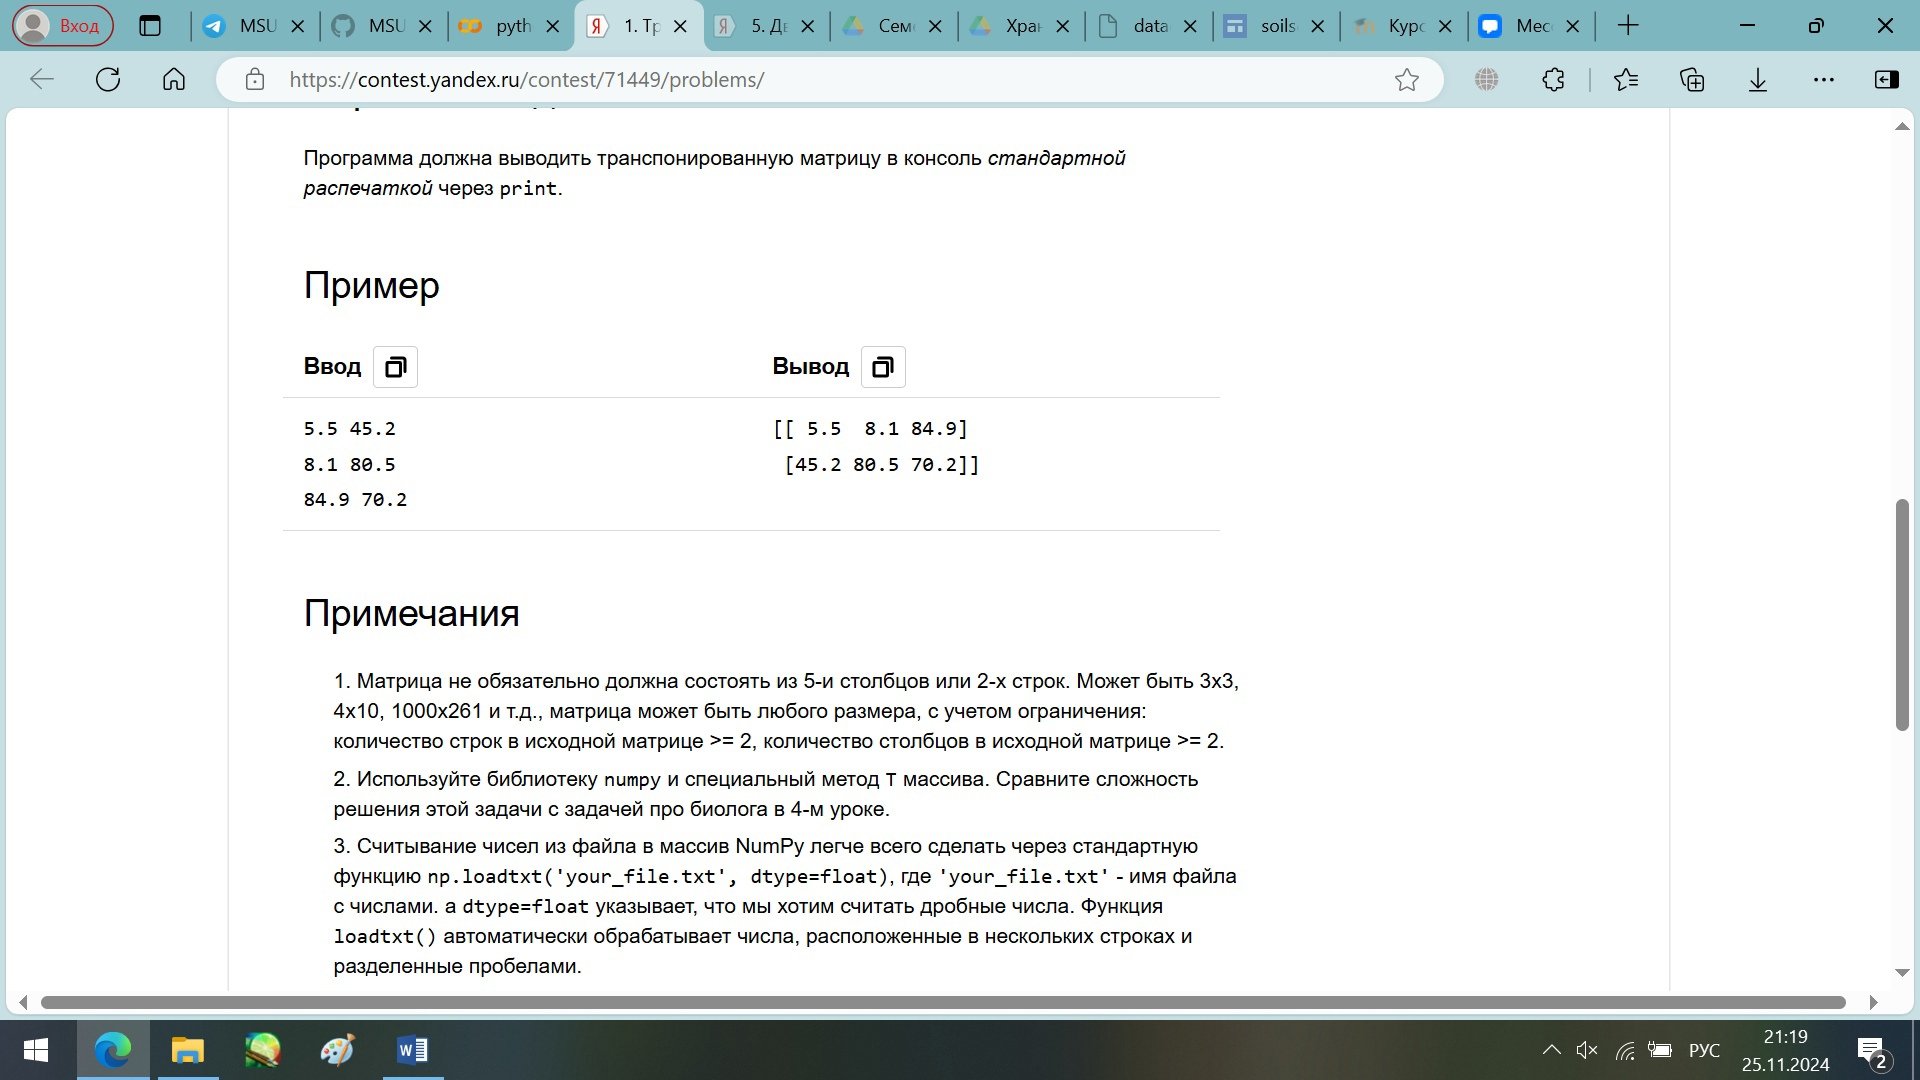 Вход
MSU
MSU
pyth
1. Тр
5. Дв
Сем
Хран
data
soils
Курс
Мес
https://contest.yandex.ru/contest/71449/problems/
Программа должна выводить транспонированную матрицу в консоль стандартной
распечаткой через print.
Пример
Ввод
Вывод
5.5 45.2
8.1 80.5
84.9 70.2
[[ 5.5  8.1 84.9]
[45.2 80.5 70.2]]
Примечания
1. Матрица не обязательно должна состоять из 5-и столбцов или 2-х строк. Может быть 3x3,
4x10, 1000x261 и т.д., матрица может быть любого размера, с учетом ограничения:
количество строк в исходной матрице >= 2, количество столбцов в исходной матрице >= 2.
2. Используйте библиотеку numpy и специальный метод T массива. Сравните сложность
решения этой задачи с задачей про биолога в 4-м уроке.
3. Считывание чисел из файла в массив NumPy легче всего сделать через стандартную
функцию np.loadtxt('your_file.txt', dtype=float), где 'your_file.txt' - имя файла
с числами. а dtype=float указывает, что мы хотим считать дробные числа. Функция
loadtxt() автоматически обрабатывает числа, расположенные в нескольких строках и
разделенные пробелами.
РУС
21:19
25.11.2024
2